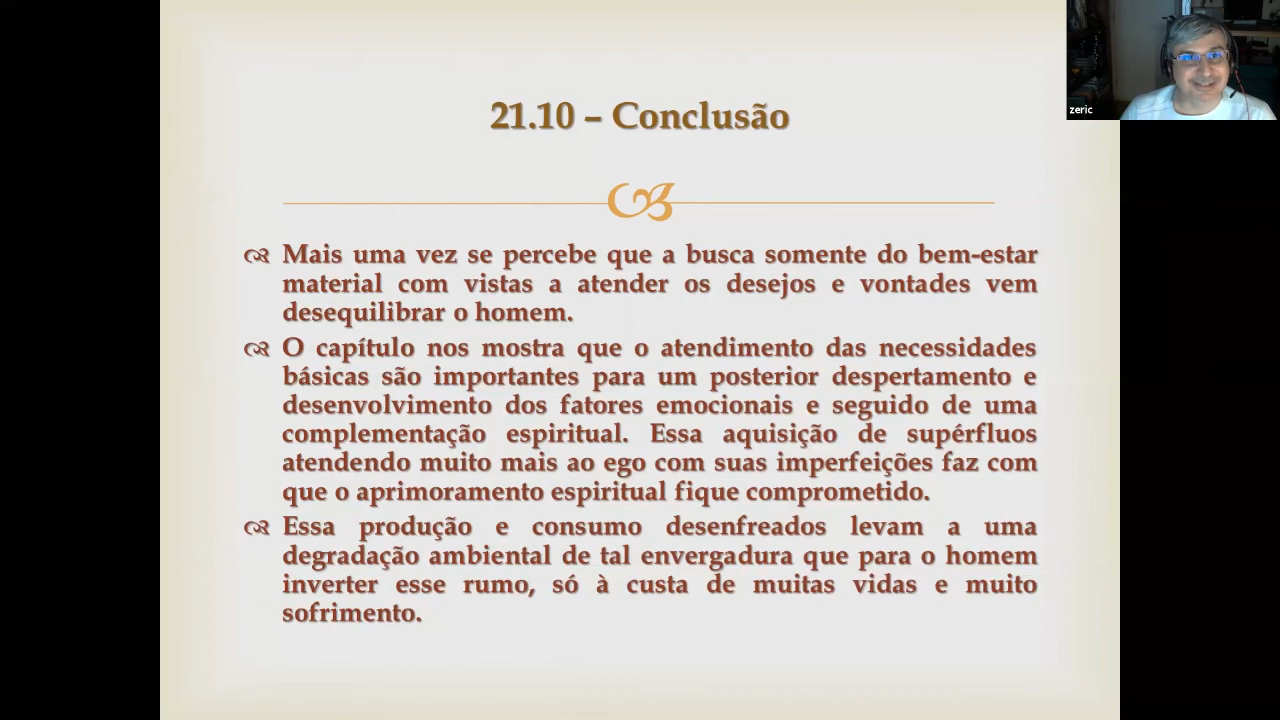 21.10 – Conclusão
zeric
Mais uma vez se percebe que a busca somente do bem-estar
material com vistas a atender os desejos e vontades vem
desequilibrar o homem.
O capítulo nos mostra que o atendimento das necessidades
básicas são importantes para um posterior despertamento e
desenvolvimento dos fatores emocionais e seguido de uma
complementação espiritual. Essa aquisição de supérfluos
atendendo muito mais ao ego com suas imperfeições faz com
que o aprimoramento espiritual fique comprometido.
Essa produção e consumo desenfreados levam a uma
degradação ambiental de tal envergadura que para o homem
inverter esse rumo, só à custa de muitas vidas e muito
sofrimento.